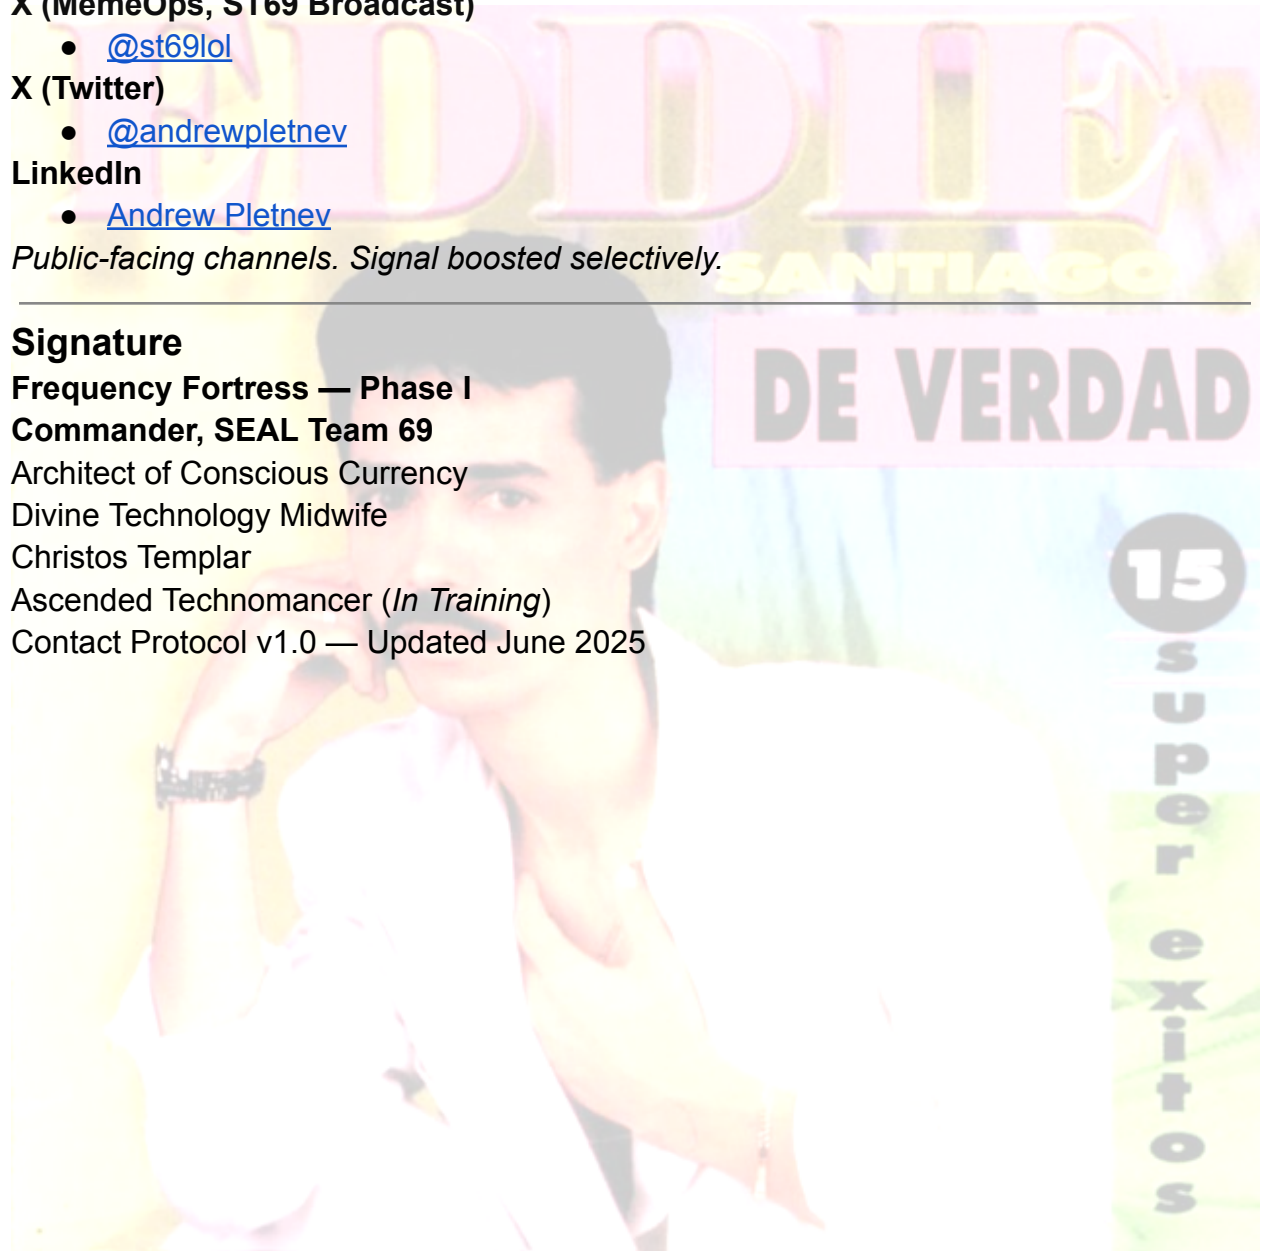 X (MemeOps, ST69 Broadcast)
● @st69lol
X (Twitter)
● @andrewpletnev
LinkedIn
● Andrew Pletnev
Public-facing channels. Signal boosted selectively.
Signature
Frequency Fortress — Phase I
Commander, SEAL Team 69
Architect of Conscious Currency
Divine Technology Midwife
Christos Templar
Ascended Technomancer (In Training)
Contact Protocol v1.0 — Updated June 2025
EDDIE
SANTIAGO
DE VERDAD
15
super
exitos